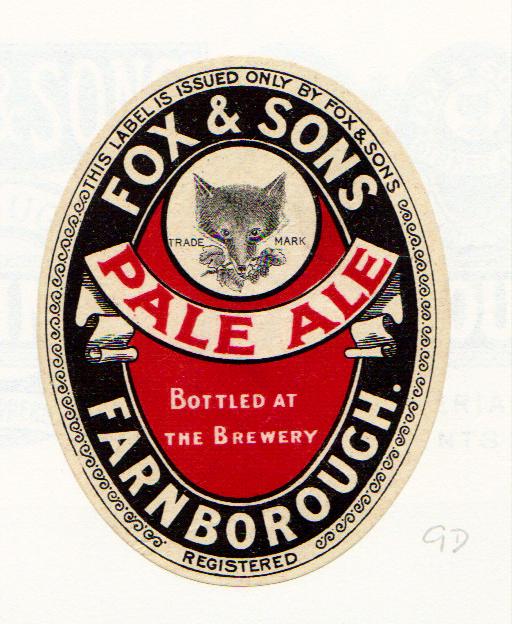 THIS LABEL IS ISSUED ONLY BY FOX & SONS
FOX & SONS
TRADE MARK
PALE ALE
BOTTLED AT
THE BREWERY
FARNBOROUGH.
REGISTERED
GD